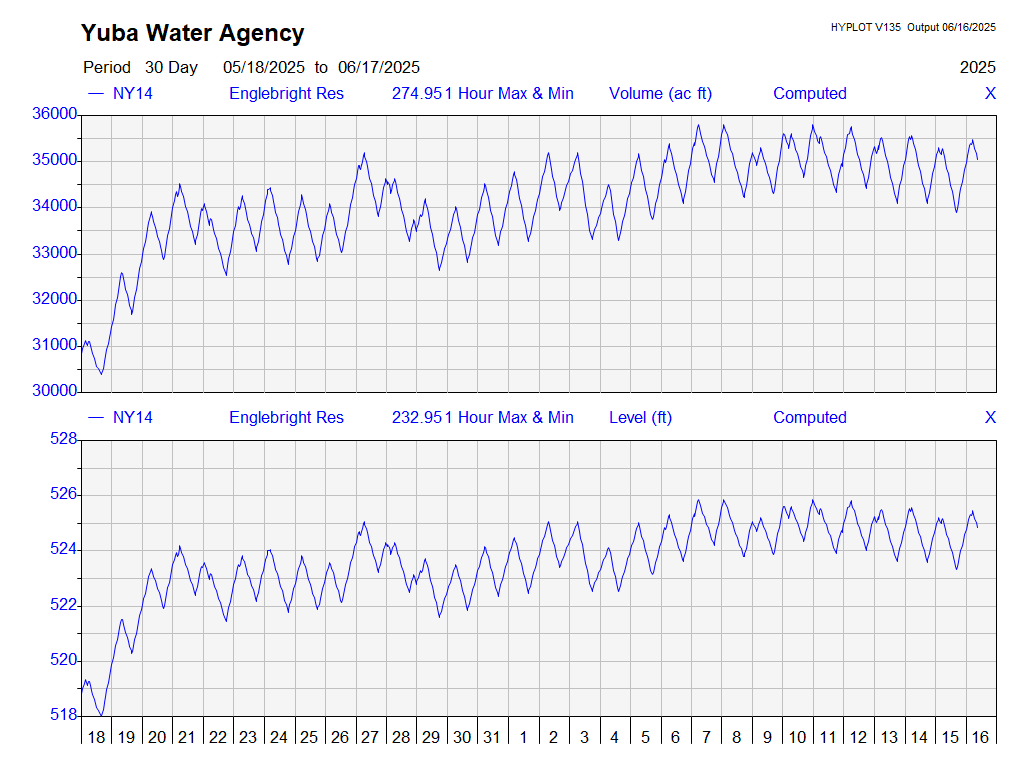 Yuba Water Agency
HYPLOT V135 Output 06/16/2025
Period 30 Day 05/18/2025 to 06/17/2025 2025
NY14 Englebright Res 274.951 Hour Max & Min Volume (ac ft) Computed X
36000
35000
34000
33000
32000
31000
30000
NY14 Englebright Res 232.951 Hour Max & Min Level (ft) Computed X
528
526
524
522
520
518
18 19 20 21 22 23 24 25 26 27 28 29 30 31 1 2 3 4 5 6 7 8 9 10 11 12 13 14 15 16